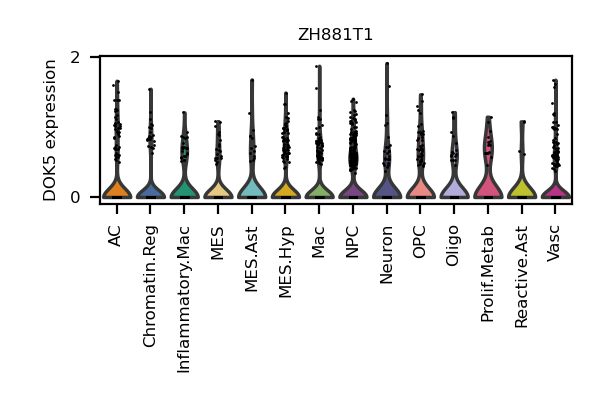 ZH881T1
DOK5 expression
2
0
AC
Chromatin.Reg
Inflammatory.Mac
MES
MES.Ast
MES.Hyp
Mac
NPC
Neuron
OPC
Oligo
Prolif.Metab
Reactive.Ast
Vasc